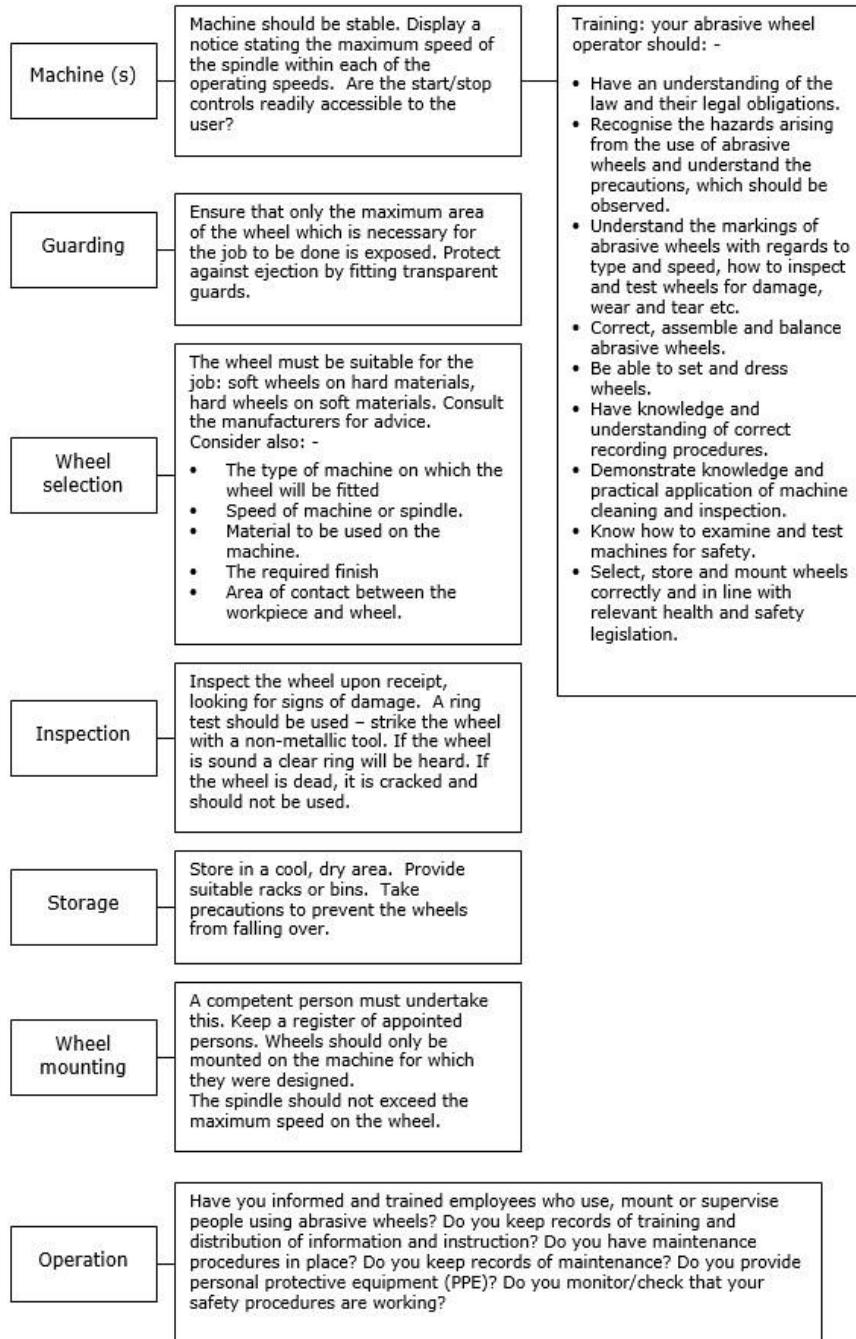 Machine (s)
Machine should be stable. Display a
notice stating the maximum speed of
the spindle within each of the
operating speeds.  Are the start/stop
controls readily accessible to the
user?
Training: your abrasive wheel
operator should: -
• Have an understanding of the
law and their legal obligations.
• Recognise the hazards arising
from the use of abrasive
wheels and understand the
precautions, which should be
observed.
• Understand the markings of
abrasive wheels with regards to
type and speed, how to inspect
and test wheels for damage,
wear and tear etc.
• Correct, assemble and balance
abrasive wheels.
• Be able to set and dress
wheels.
• Have knowledge and
understanding of correct
recording procedures.
• Demonstrate knowledge and
practical application of machine
cleaning and inspection.
• Know how to examine and test
machines for safety.
• Select, store and mount wheels
correctly and in line with
relevant health and safety
legislation.
Guarding
Ensure that only the maximum area
of the wheel which is necessary for
the job to be done is exposed. Protect
against ejection by fitting transparent
guards.
Wheel
selection
The wheel must be suitable for the
job: soft wheels on hard materials,
hard wheels on soft materials. Consult
the manufacturers for advice.
Consider also: -
• The type of machine on which the
wheel will be fitted
• Speed of machine or spindle.
• Material to be used on the
machine.
• The required finish
• Area of contact between the
workpiece and wheel.
Inspection
Inspect the wheel upon receipt,
looking for signs of damage.  A ring
test should be used – strike the wheel
with a non-metallic tool. If the wheel
is sound a clear ring will be heard. If
the wheel is dead, it is cracked and
should not be used.
Storage
Store in a cool, dry area.  Provide
suitable racks or bins.  Take
precautions to prevent the wheels
from falling over.
Wheel
mounting
A competent person must undertake
this. Keep a register of appointed
persons. Wheels should only be
mounted on the machine for which
they were designed.
The spindle should not exceed the
maximum speed on the wheel.
Operation
Have you informed and trained employees who use, mount or supervise
people using abrasive wheels? Do you keep records of training and
distribution of information and instruction? Do you have maintenance
procedures in place? Do you keep records of maintenance? Do you provide
personal protective equipment (PPE)? Do you monitor/check that your
safety procedures are working?